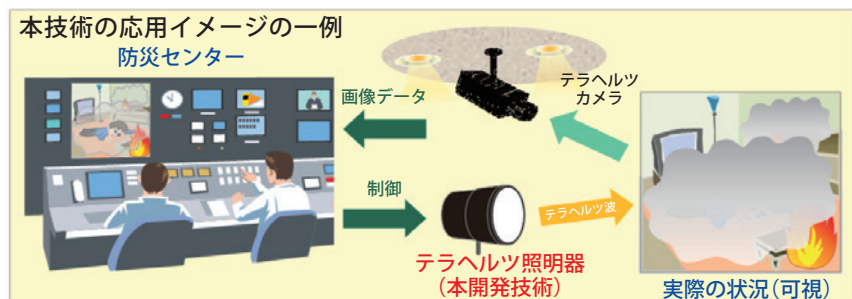 本技術の応用イメージの一例
防災センター
画像データ
テラヘルツ
カメラ
制御
テラヘルツ波
テラヘルツ照明器
(本開発技術)
実際の状況(可視)